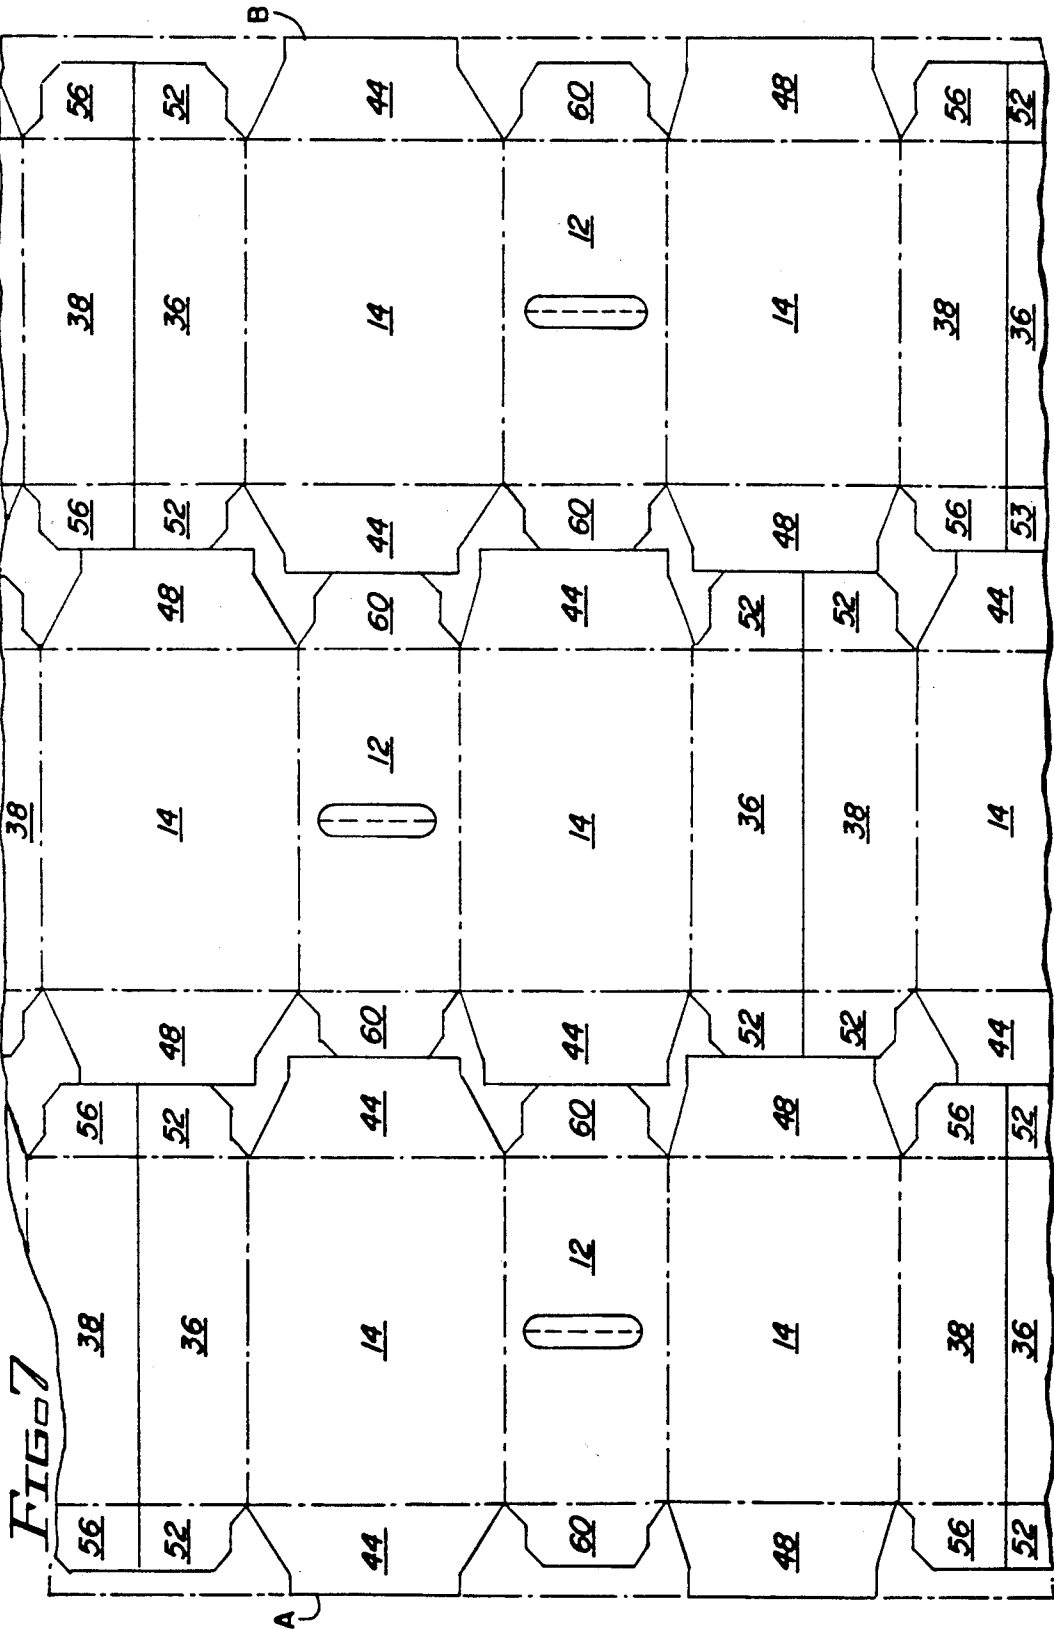 FIG. 7
38
56 38 56 56 38 56
52 36 52 48 14 48 52 36 52
B
A
44 14 44 60 12 60 44 14 44
60 12 60 44 14 44 60 12 60
48 14 48 52 36 52 48 14 48
52 38 52
56 38 56 56 38 56
44 14 44
52 36 52 53 36 52